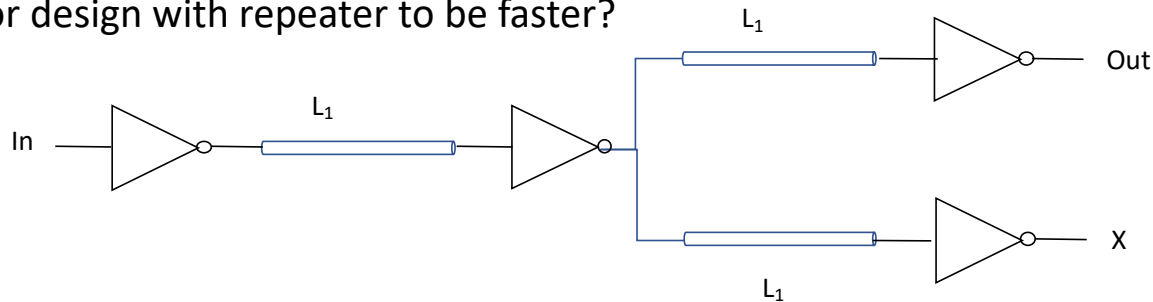 or design with repeater to be faster?
L₁
Out
L₁
In
X
L₁